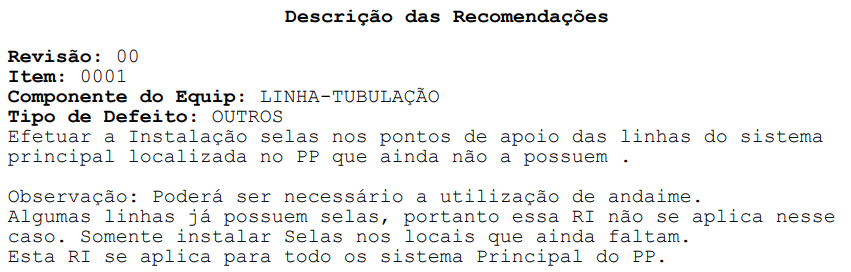 Descrição das Recomendações
Revisão: 00
Item: 0001
Componente do Equip: LINHA-TUBULAÇÃO
Tipo de Defeito: OUTROS
Efetuar a Instalação selas nos pontos de apoio das linhas do sistema
principal localizada no PP que ainda não a possuem .
Observação: Poderá ser necessário a utilização de andaime.
Algumas linhas já possuem selas, portanto essa RI não se aplica nesse
caso. Somente instalar Selas nos locais que ainda faltam.
Esta RI se aplica para todo os sistema Principal do PP.